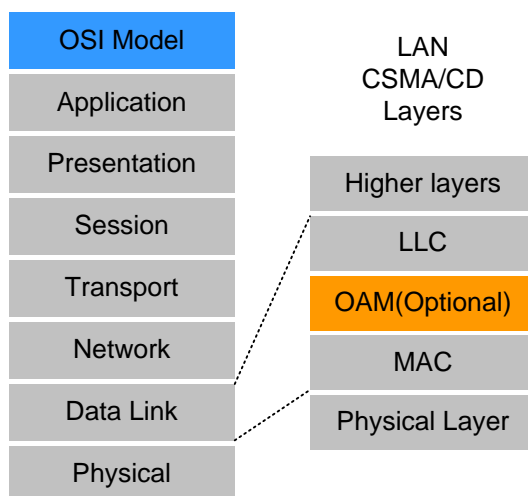 OSI Model
Application
Presentation
Session
Transport
Network
Data Link
Physical
LAN
CSMA/CD
Layers
Higher layers
LLC
OAM(Optional)
MAC
Physical Layer